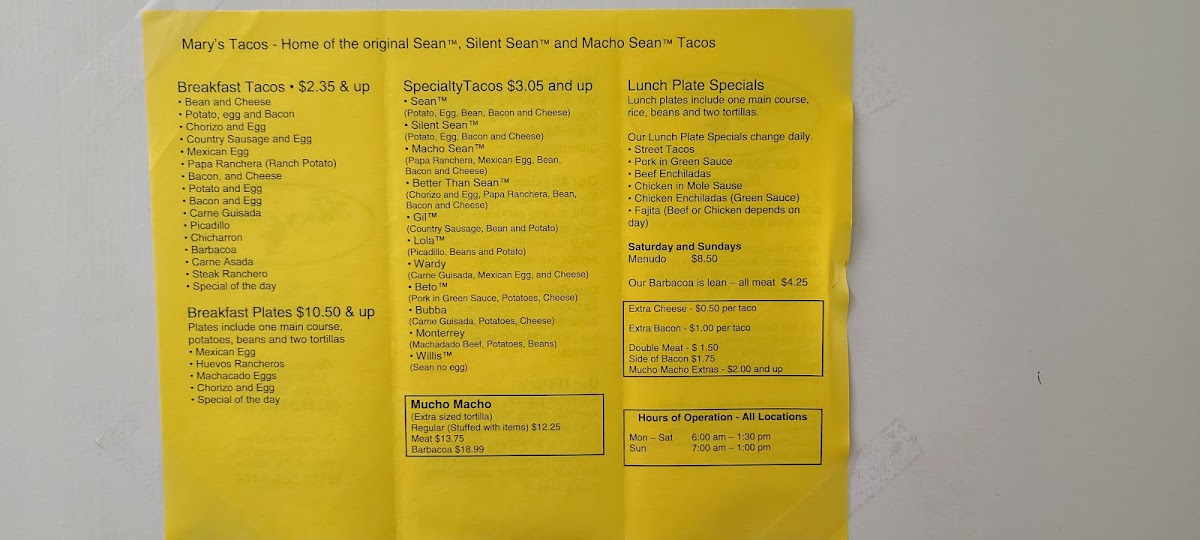 Mary's Tacos - Home of the original Sean™, Silent Sean™ and Macho Sean™ Tacos
Breakfast Tacos • $2.35 & up
• Bean and Cheese
• Potato, egg and Bacon
• Chorizo and Egg
• Country Sausage and Egg
• Mexican Egg
• Papa Ranchera (Ranch Potato)
• Bacon, and Cheese
• Potato and Egg
• Bacon and Egg
• Carne Guisada
• Picadillo
• Chicharron
• Barbacoa
• Carne Asada
• Steak Ranchero
• Special of the day
Breakfast Plates $10.50 & up
Plates include one main course,
potatoes, beans and two tortillas
• Mexican Egg
• Huevos Rancheros
• Machacado Eggs
• Chorizo and Egg
• Special of the day
SpecialtyTacos $3.05 and up
• Sean™
(Potato, Egg, Bean, Bacon and Cheese)
• Silent Sean™
(Potato, Egg, Bacon and Cheese)
• Macho Sean™
(Papa Ranchera, Mexican Egg, Bean,
Bacon and Cheese)
• Better Than Sean™
(Chorizo and Egg, Papa Ranchera, Bean,
Bacon and Cheese)
• Gil™
(Country Sausage, Bean and Potato)
• Lola™
(Picadillo, Beans and Potato)
• Wardy
(Carne Guisada, Mexican Egg, and Cheese)
• Beto™
(Pork in Green Sauce, Potatoes, Cheese)
• Bubba
(Carne Guisada, Potatoes, Cheese)
• Monterrey
(Machadado Beef, Potatoes, Beans)
• Willis™
(Sean no egg)
Mucho Macho
(Extra sized tortilla)
Regular (Stuffed with items) $12.25
Meat $13.75
Barbacoa $18.99
Lunch Plate Specials
Lunch plates include one main course,
rice, beans and two tortillas.
Our Lunch Plate Specials change daily.
• Street Tacos
• Pork in Green Sauce
• Beef Enchiladas
• Chicken in Mole Sause
• Chicken Enchiladas (Green Sauce)
• Fajita (Beef or Chicken depends on
day)
Saturday and Sundays
Menudo $8.50
Our Barbacoa is lean – all meat $4.25
Extra Cheese - $0.50 per taco
Extra Bacon - $1.00 per taco
Double Meat - $ 1.50
Side of Bacon $1.75
Mucho Macho Extras - $2.00 and up
Hours of Operation - All Locations
Mon – Sat 6:00 am – 1:30 pm
Sun 7:00 am – 1:00 pm